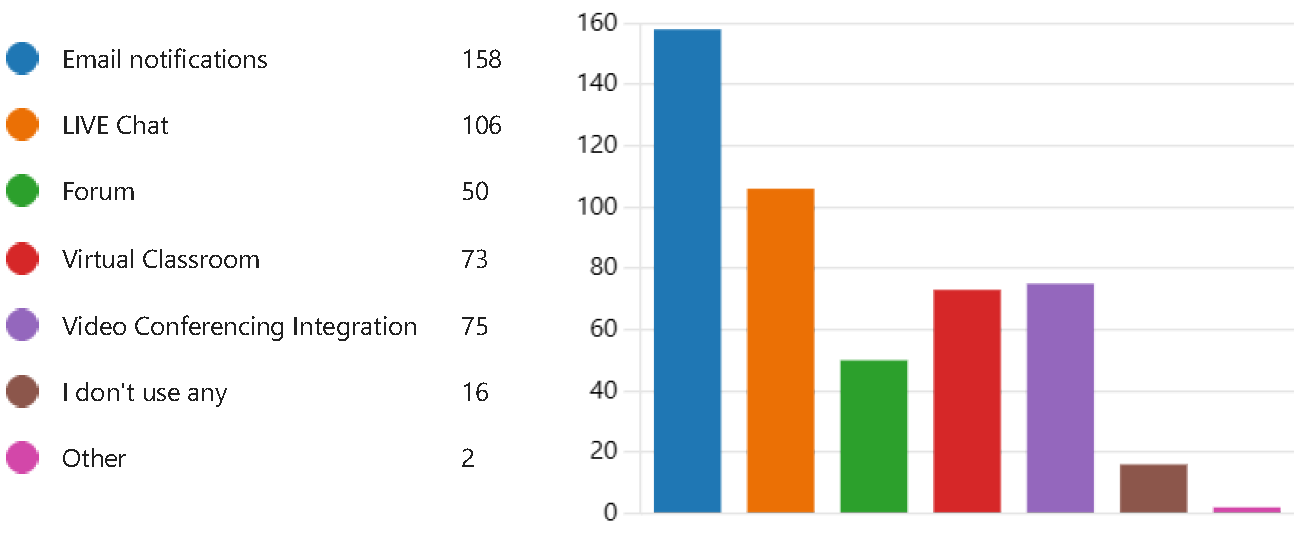 Email notifications 158
LIVE Chat 106
Forum 50
Virtual Classroom 73
Video Conferencing Integration 75
I don't use any 16
Other 2
160
140
120
100
80
60
40
20
0